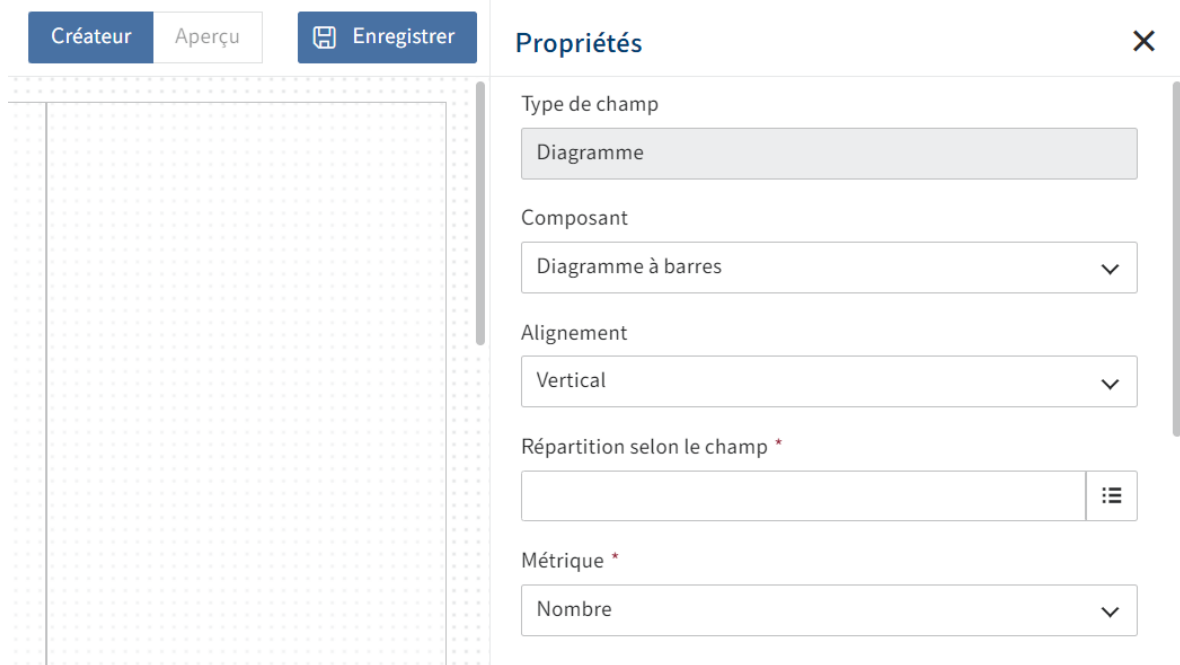 Créateur Aperçu Enregistrer
Propriétés
Type de champ
Diagramme
Composant
Diagramme à barres
Alignement
Vertical
Répartition selon le champ *
Métrique *
Nombre